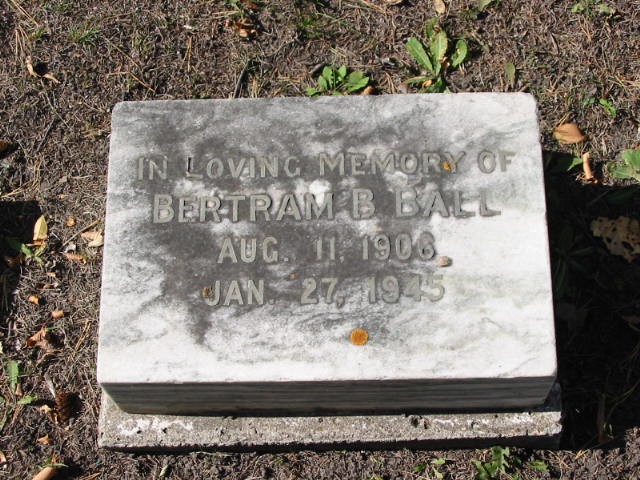 IN LOVING MEMORY OF
BERTRAM B. BALL
AUG. 11, 1906
JAN. 27, 1945